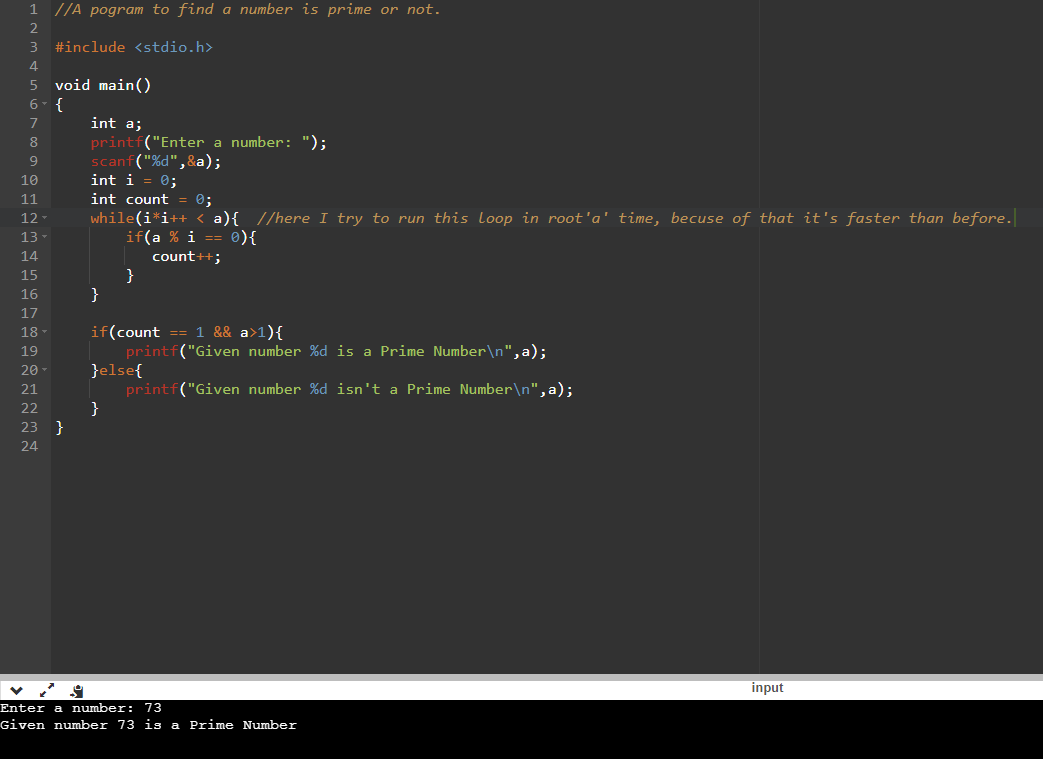 1 //A pogram to find a number is prime or not.
2
3 #include <stdio.h>
4
5 void main()
6 {
7     int a;
8     printf("Enter a number: ");
9     scanf("%d",&a);
10     int i = 0;
11     int count = 0;
12     while(i*i++ < a){  //here I try to run this loop in root'a' time, becuse of that it's faster than before.
13         if(a % i == 0){
14            count++;
15         }
16     }
17
18     if(count == 1 && a>1){
19         printf("Given number %d is a Prime Number\n",a);
20     }else{
21         printf("Given number %d isn't a Prime Number\n",a);
22     }
23 }
24
input
Enter a number: 73
Given number 73 is a Prime Number